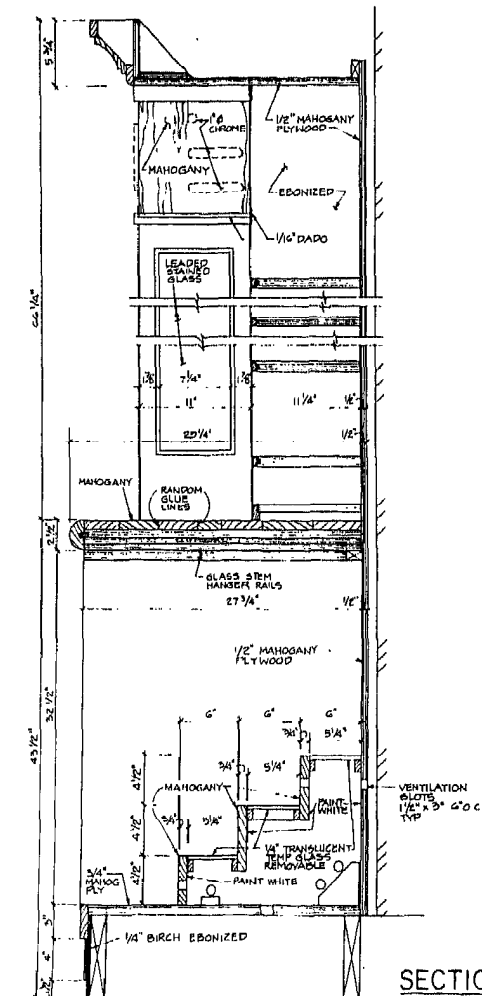 5 3/4"
1/2" MAHOGANY
PLYWOOD
1"Ø
CHROME
MAHOGANY
EBONIZED
1/16" DADO
LEADED
STAINED
GLASS
66 1/4"
1 7/8 7 1/4" 1 7/8
11" 11 1/4" 1/2"
1/2"
MAHOGANY
RANDOM
GLUE
LINES
2 1/2"
GLASS STEM
HANGER RAILS
27 3/4" 1/2"
1/2" MAHOGANY
PLYWOOD
32 1/2"
43 1/2"
6" 6" 6"
3/4" 5 1/4"
3/4" 5 1/4"
4 1/2"
MAHOGANY
PAINT
WHITE
VENTILATION
SLOTS
1 1/2" x 3" 6" O C
TYP
3/4" 5 1/4"
4 1/2"
1/4" TRANSLUCENT
TEMP GLASS
REMOVABLE
3/4"
MAHOG
PLY
PAINT WHITE
4 1/2"
3"
1/4" BIRCH EBONIZED
4"
1/2"
SECTIO